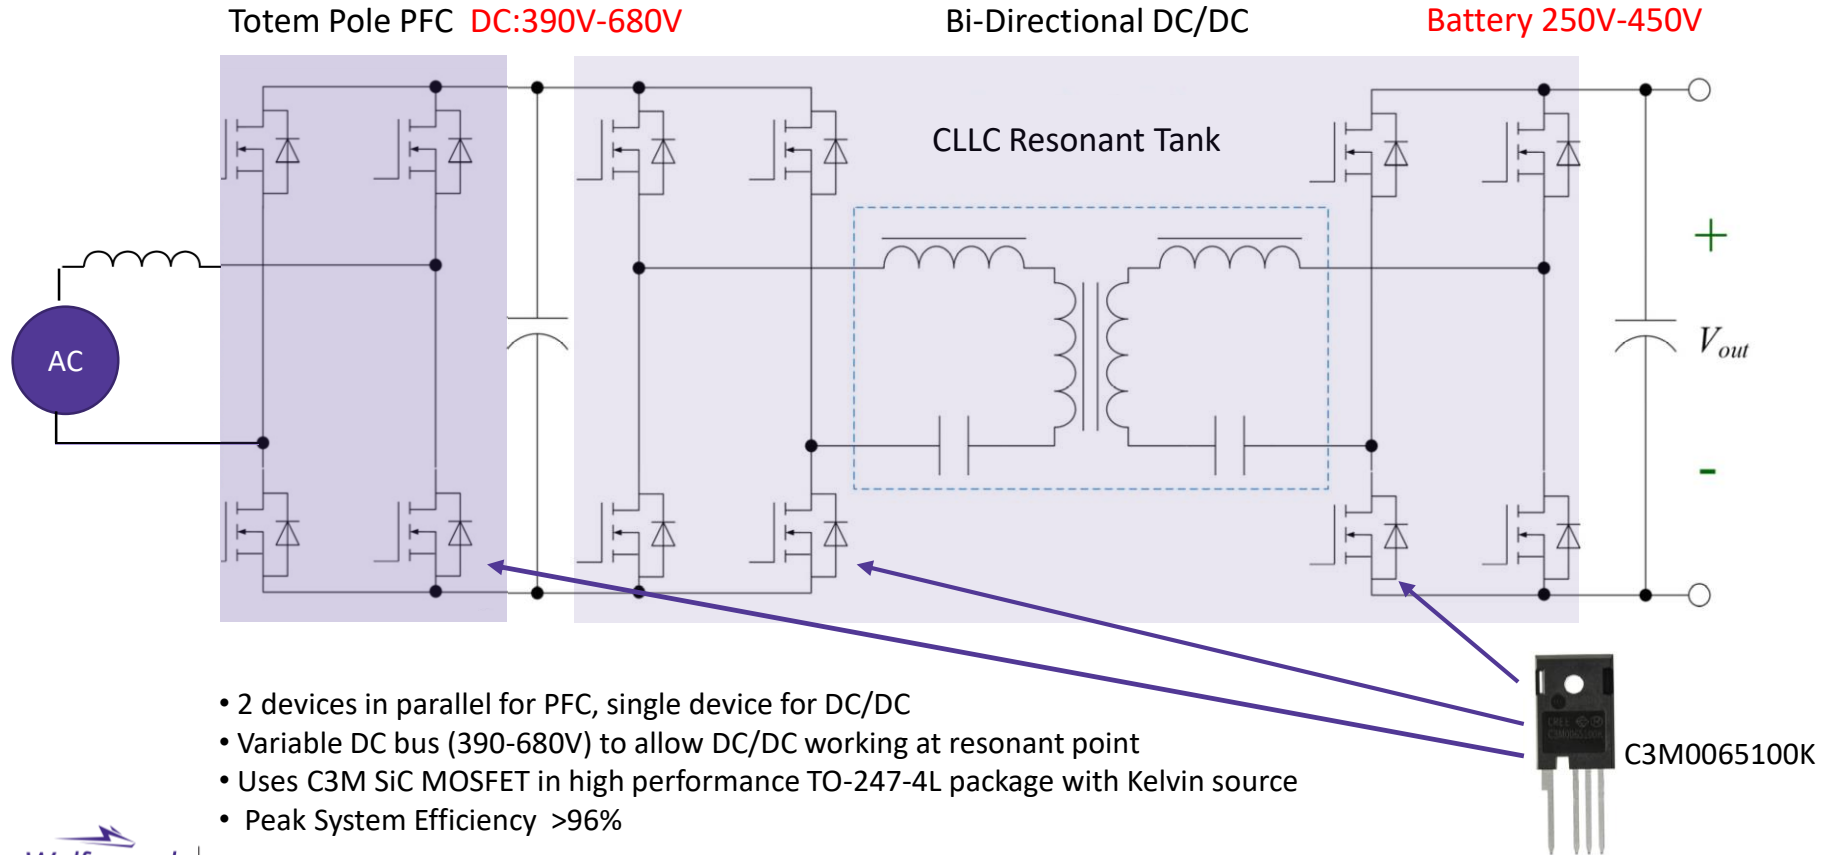 Totem Pole PFC DC:390V-680V
Bi-Directional DC/DC
Battery 250V-450V
CLLC Resonant Tank
AC
+
V_out
-
• 2 devices in parallel for PFC, single device for DC/DC
• Variable DC bus (390-680V) to allow DC/DC working at resonant point
• Uses C3M SiC MOSFET in high performance TO-247-4L package with Kelvin source
• Peak System Efficiency >96%
CREE
C3M0065100K
C3M0065100K